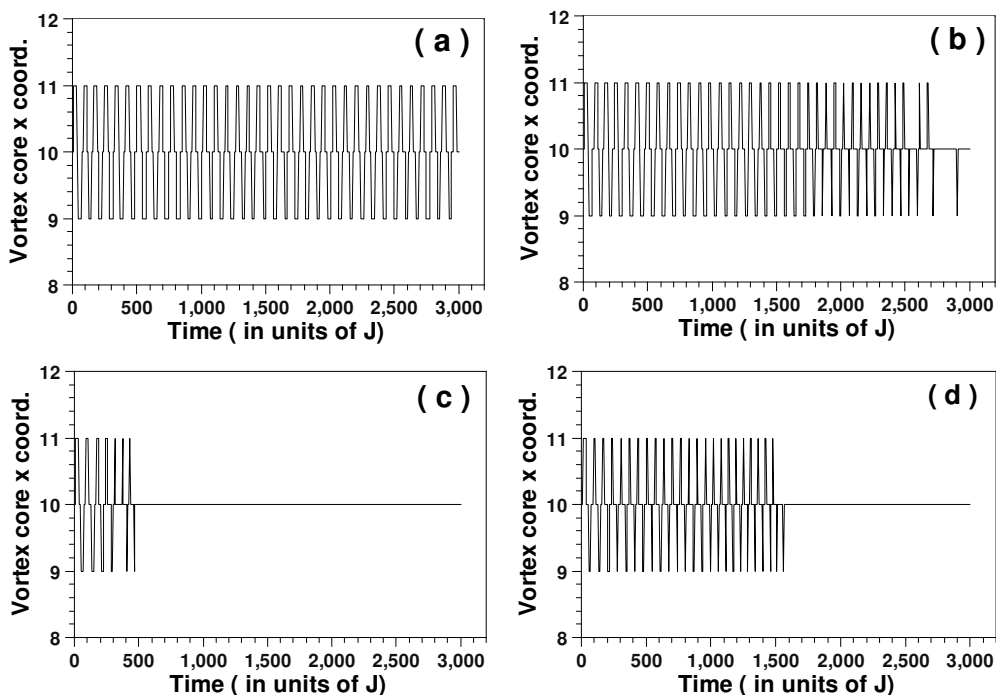 ( a )
Vortex core x coord.
12
11
10
9
8
0 500 1,000 1,500 2,000 2,500 3,000
Time ( in units of J)
( b )
Vortex core x coord.
12
11
10
9
8
0 500 1,000 1,500 2,000 2,500 3,000
Time ( in units of J)
( c )
Vortex core x coord.
12
11
10
9
8
0 500 1,000 1,500 2,000 2,500 3,000
Time ( in units of J)
( d )
Vortex core x coord.
12
11
10
9
8
0 500 1,000 1,500 2,000 2,500 3,000
Time ( in units of J)